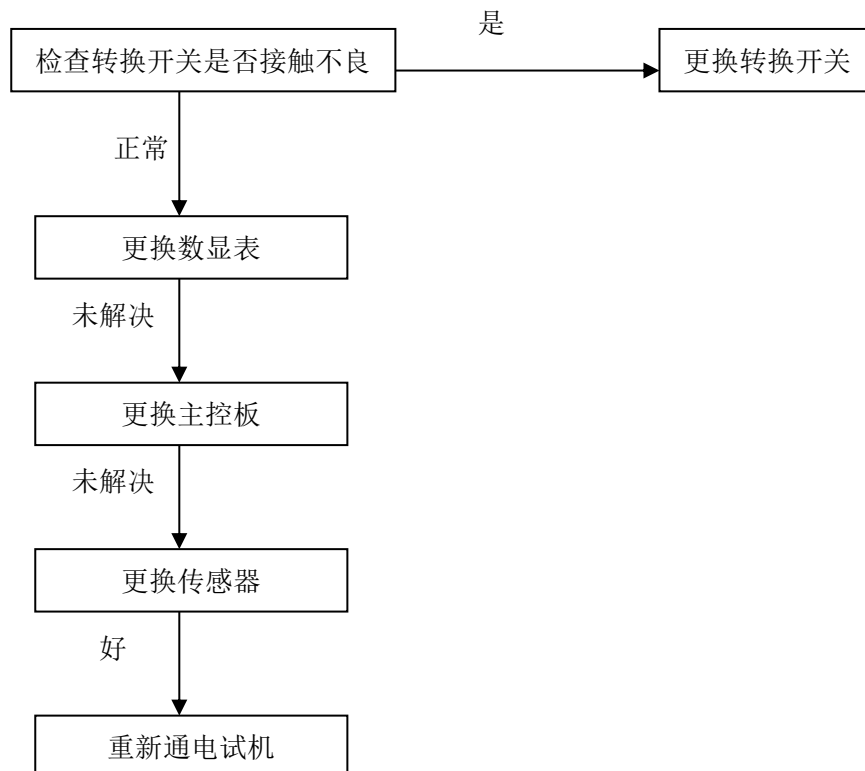 是
检查转换开关是否接触不良
更换转换开关
正常
更换数显表
未解决
更换主控板
未解决
更换传感器
好
重新通电试机